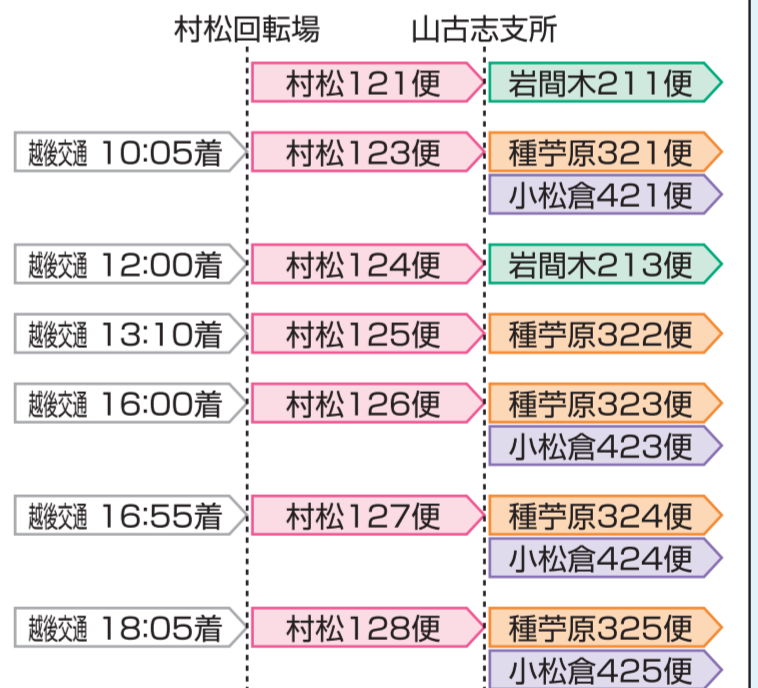 村松回転場 山古志支所
村松121便 岩間木211便
越後交通 10:05着 村松123便 種苧原321便
小松倉421便
越後交通 12:00着 村松124便 岩間木213便
越後交通 13:10着 村松125便 種苧原322便
越後交通 16:00着 村松126便 種苧原323便
小松倉423便
越後交通 16:55着 村松127便 種苧原324便
小松倉424便
越後交通 18:05着 村松128便 種苧原325便
小松倉425便